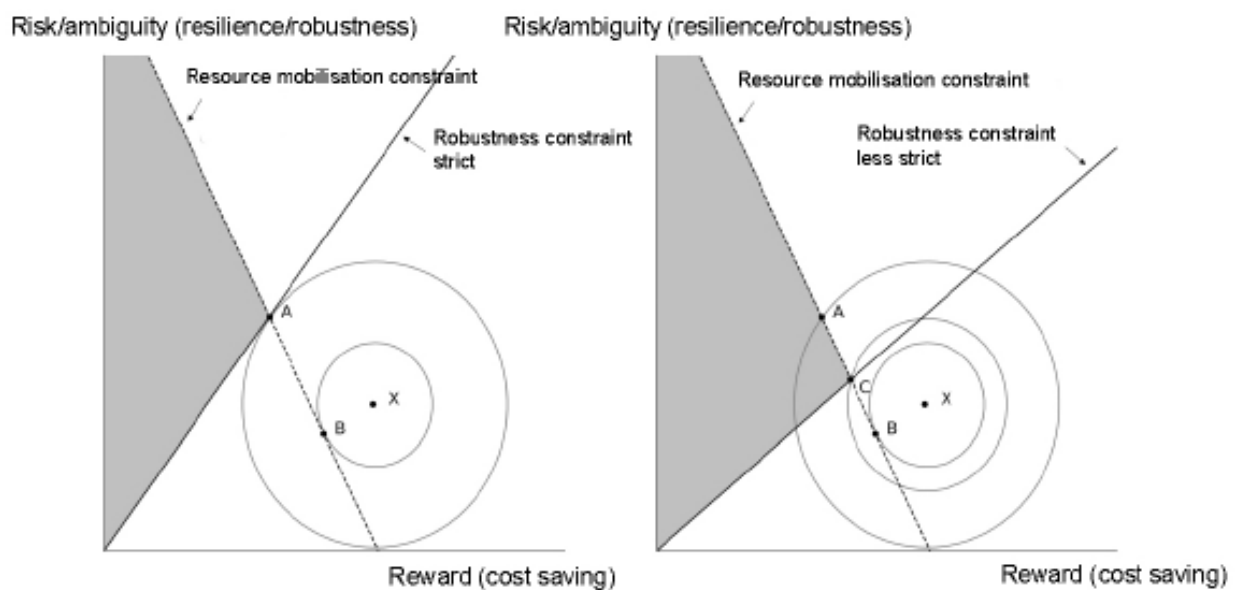 Risk/ambiguity (resilience/robustness)
Resource mobilisation constraint
Robustness constraint
strict
A
X
B
Reward (cost saving)
Risk/ambiguity (resilience/robustness)
Resource mobilisation constraint
Robustness constraint
less strict
A
C
X
B
Reward (cost saving)